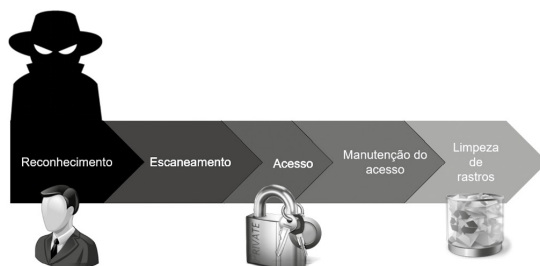 Reconhecimento
Escaneamento
Acesso
Manutenção do
acesso
Limpeza
de
rastros
PRIVATE